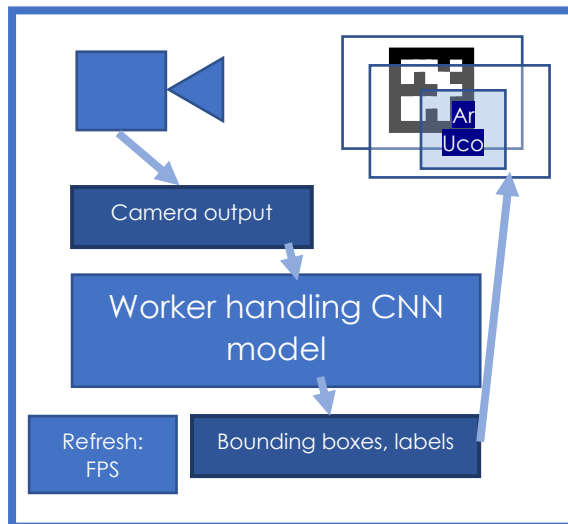 Ar
Uco
Camera output
Worker handling CNN
model
Refresh:
FPS
Bounding boxes, labels